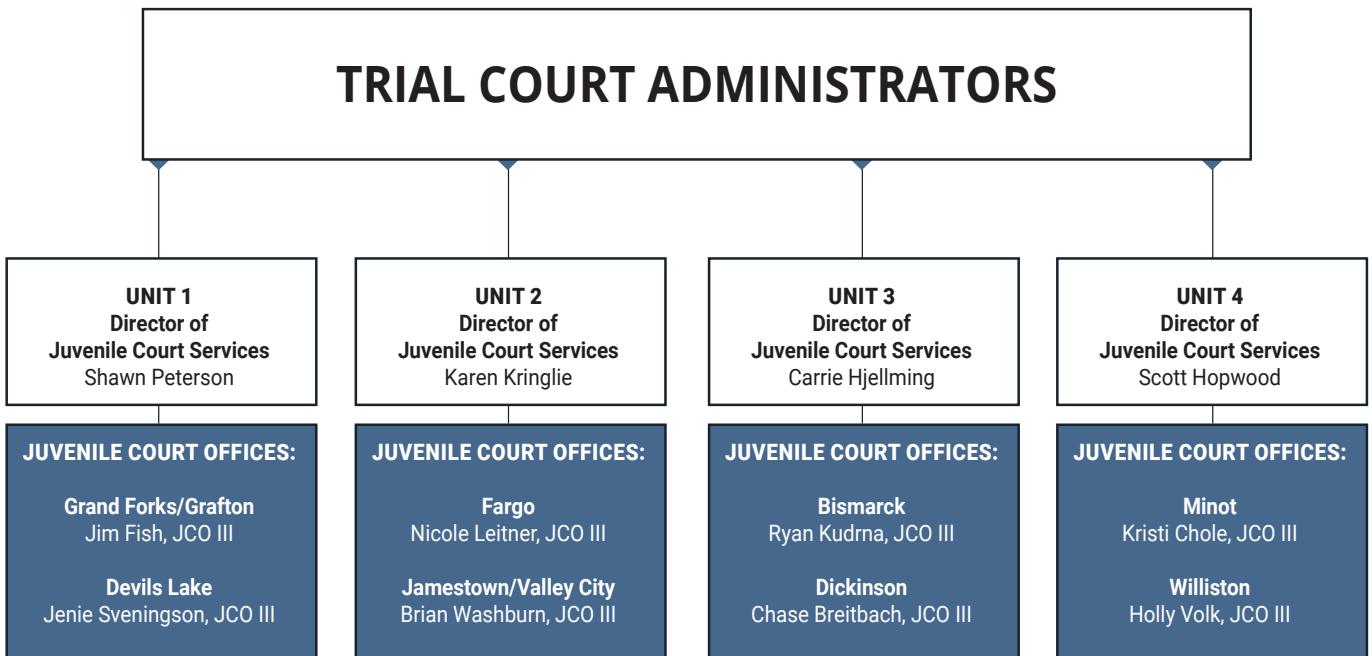 TRIAL COURT ADMINISTRATORS
UNIT 1
Director of
Juvenile Court Services
Shawn Peterson
JUVENILE COURT OFFICES:
Grand Forks/Grafton
Jim Fish, JCO III
Devils Lake
Jenie Sveningson, JCO III
UNIT 2
Director of
Juvenile Court Services
Karen Kringlie
JUVENILE COURT OFFICES:
Fargo
Nicole Leitner, JCO III
Jamestown/Valley City
Brian Washburn, JCO III
UNIT 3
Director of
Juvenile Court Services
Carrie Hjellming
JUVENILE COURT OFFICES:
Bismarck
Ryan Kudrna, JCO III
Dickinson
Chase Breitbach, JCO III
UNIT 4
Director of
Juvenile Court Services
Scott Hopwood
JUVENILE COURT OFFICES:
Minot
Kristi Chole, JCO III
Williston
Holly Volk, JCO III